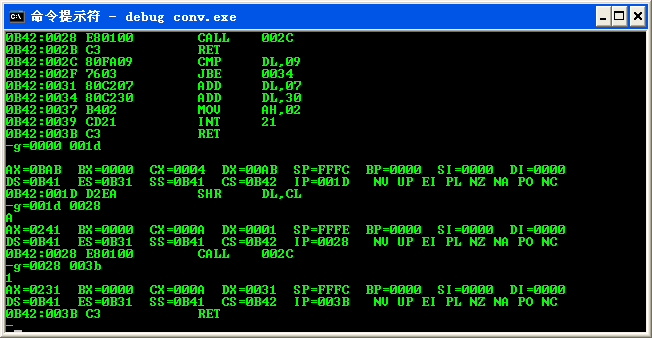 命令提示符 - debug conv.exe
0B42:0028 E80100 CALL 002C
0B42:002B C3 RET
0B42:002C 80FA09 CMP DL,09
0B42:002F 7603 JBE 0034
0B42:0031 80C207 ADD DL,07
0B42:0034 80C230 ADD DL,30
0B42:0037 B402 MOV AH,02
0B42:0039 CD21 INT 21
0B42:003B C3 RET
-g=0000 001d
AX=0BAB BX=0000 CX=0004 DX=00AB SP=FFFC BP=0000 SI=0000 DI=0000
DS=0B41 ES=0B31 SS=0B41 CS=0B42 IP=001D NV UP EI PL NZ NA PO NC
0B42:001D D2EA SHR DL,CL
-g=001d 0028
A
AX=0241 BX=0000 CX=000A DX=0001 SP=FFFE BP=0000 SI=0000 DI=0000
DS=0B41 ES=0B31 SS=0B41 CS=0B42 IP=0028 NV UP EI PL NZ NA PO NC
0B42:0028 E80100 CALL 002C
-g=0028 003b
1
AX=0231 BX=0000 CX=000A DX=0031 SP=FFFC BP=0000 SI=0000 DI=0000
DS=0B41 ES=0B31 SS=0B41 CS=0B42 IP=003B NV UP EI PL NZ NA PO NC
0B42:003B C3 RET
-